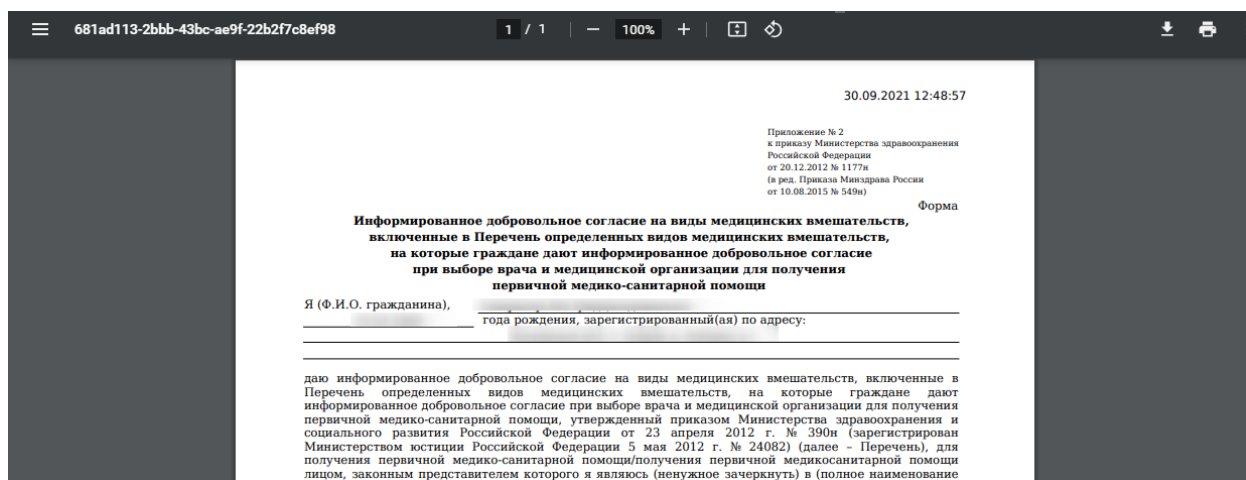 681ad113-2bbb-43bc-ae9f-22b2f7c8ef98
1 / 1
100%
30.09.2021 12:48:57
Приложение № 2
к приказу Министерства здравоохранения
Российской Федерации
от 20.12.2012 № 1177н
(в ред. Приказа Минздрава России
от 10.08.2015 № 549н)
Форма
Информированное добровольное согласие на виды медицинских вмешательств,
включенные в Перечень определенных видов медицинских вмешательств,
на которые граждане дают информированное добровольное согласие
при выборе врача и медицинской организации для получения
первичной медико-санитарной помощи
Я (Ф.И.О. гражданина),
года рождения, зарегистрированный(ая) по адресу:
даю информированное добровольное согласие на виды медицинских вмешательств, включенные в
Перечень определенных видов медицинских вмешательств, на которые граждане дают
информированное добровольное согласие при выборе врача и медицинской организации для получения
первичной медико-санитарной помощи, утвержденный приказом Министерства здравоохранения и
социального развития Российской Федерации от 23 апреля 2012 г. № 390н (зарегистрирован
Министерством юстиции Российской Федерации 5 мая 2012 г. № 24082) (далее – Перечень), для
получения первичной медико-санитарной помощи/получения первичной медикосанитарной помощи
лицом, законным представителем которого я являюсь (ненужное зачеркнуть) в (полное наименование